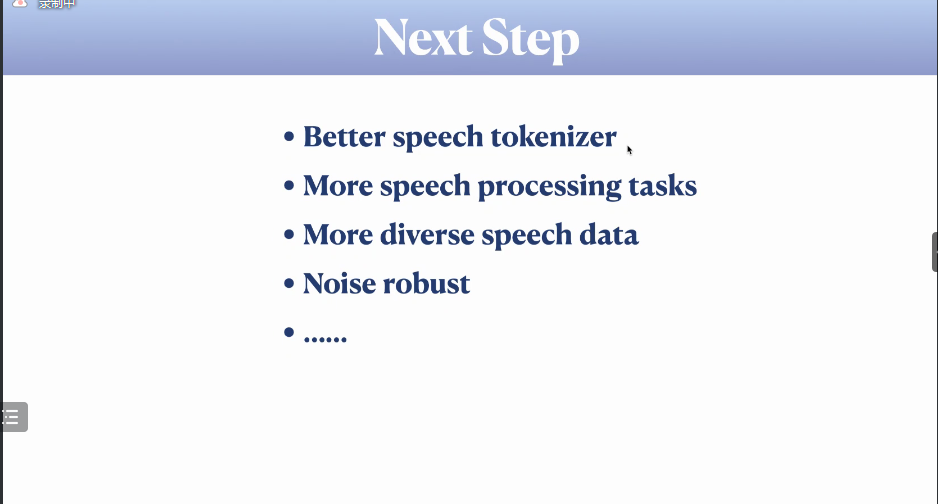 录制中
Next Step
• Better speech tokenizer
• More speech processing tasks
• More diverse speech data
• Noise robust
• ......